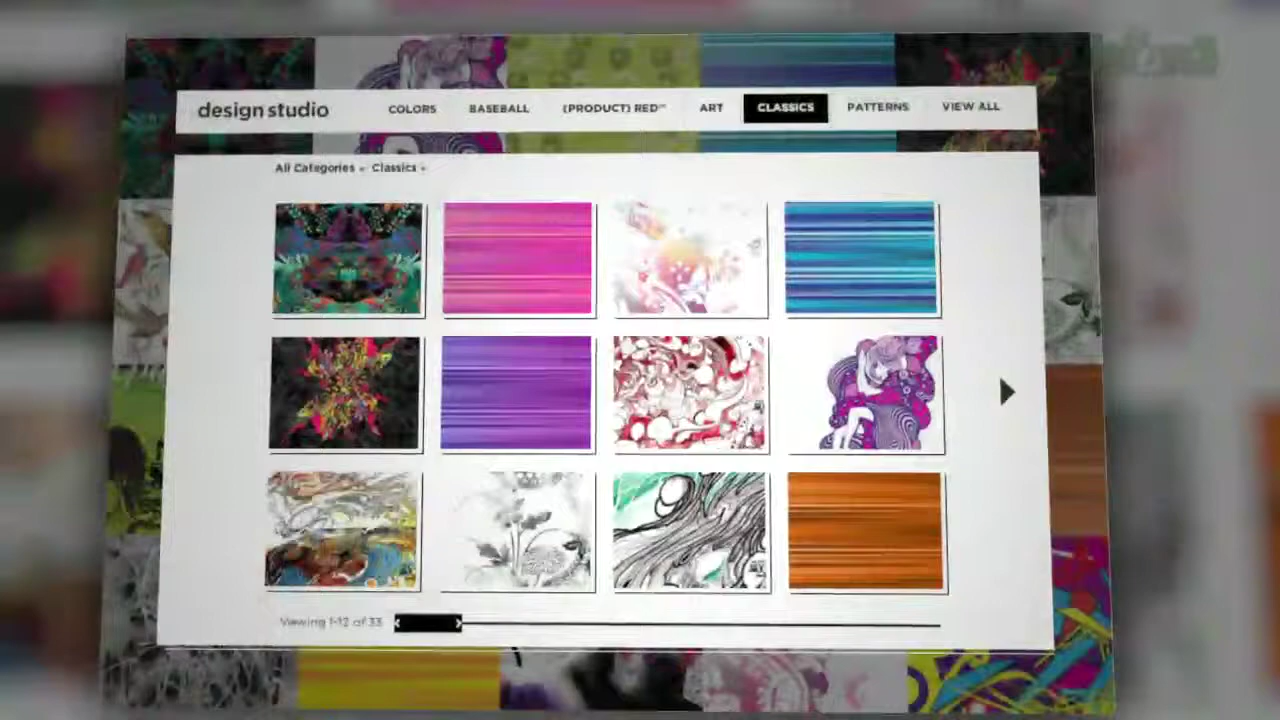 design studio
COLORS BASEBALL (PRODUCT) RED™ ART CLASSICS PATTERNS VIEW ALL
All Categories Classics
Viewing 1-12 of 33